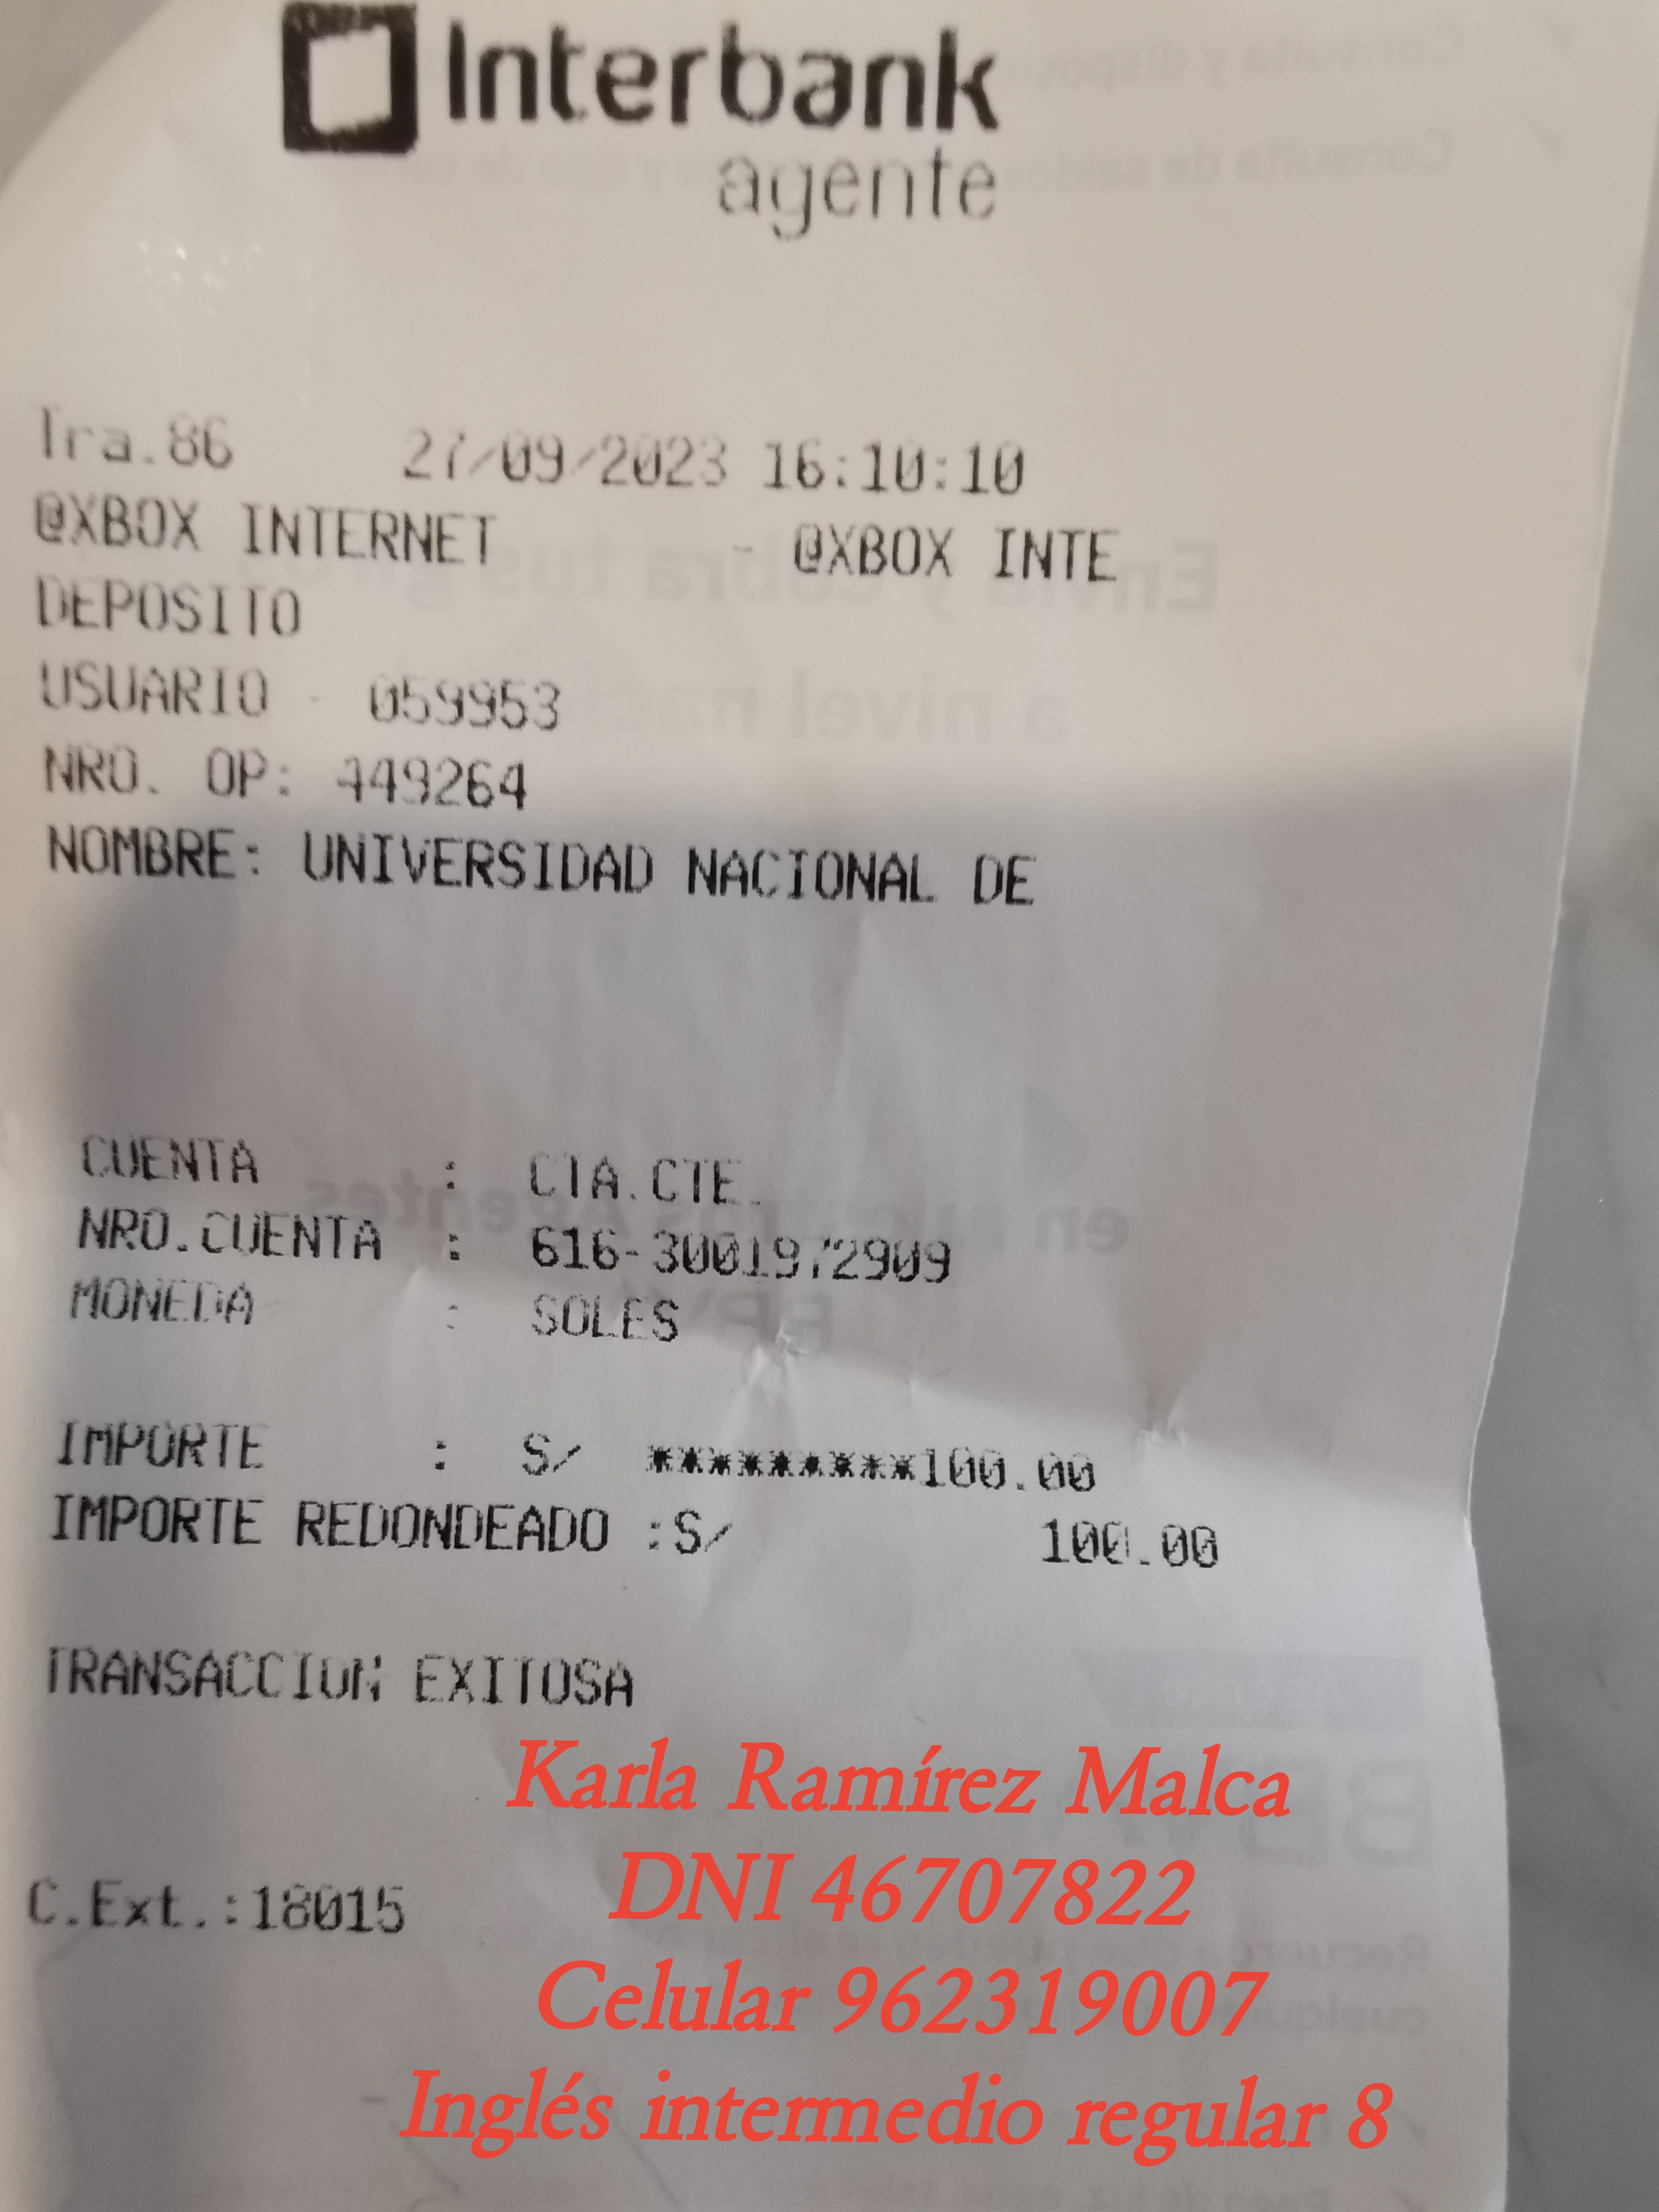 Interbank
agente
Tra.86 27/09/2023 16:10:10
@XBOX INTERNET - @XBOX INTE
DEPOSITO
USUARIO - 059953
NRO. OP: 449264
NOMBRE: UNIVERSIDAD NACIONAL DE
CUENTA : CTA.CTE.
NRO.CUENTA : 616-3001972909
MONEDA : SOLES
IMPORTE : S/ *********100.00
IMPORTE REDONDEADO :S/ 100.00
TRANSACCION EXITOSA
Karla Ramírez Malca
DNI 46707822
C.Ext.:18015
Celular 962319007
Inglés intermedio regular 8